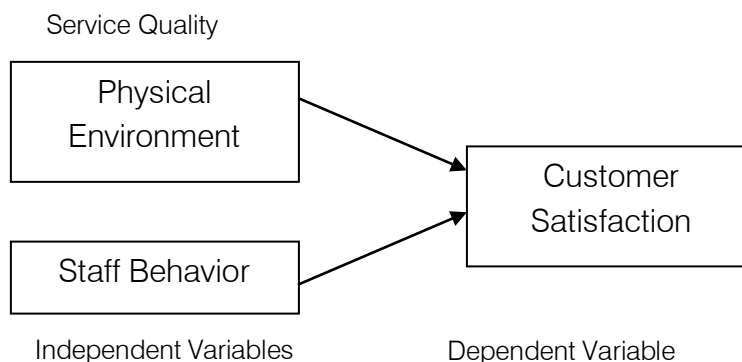 Service Quality
Physical
Environment
Customer
Satisfaction
Staff Behavior
Independent Variables
Dependent Variable